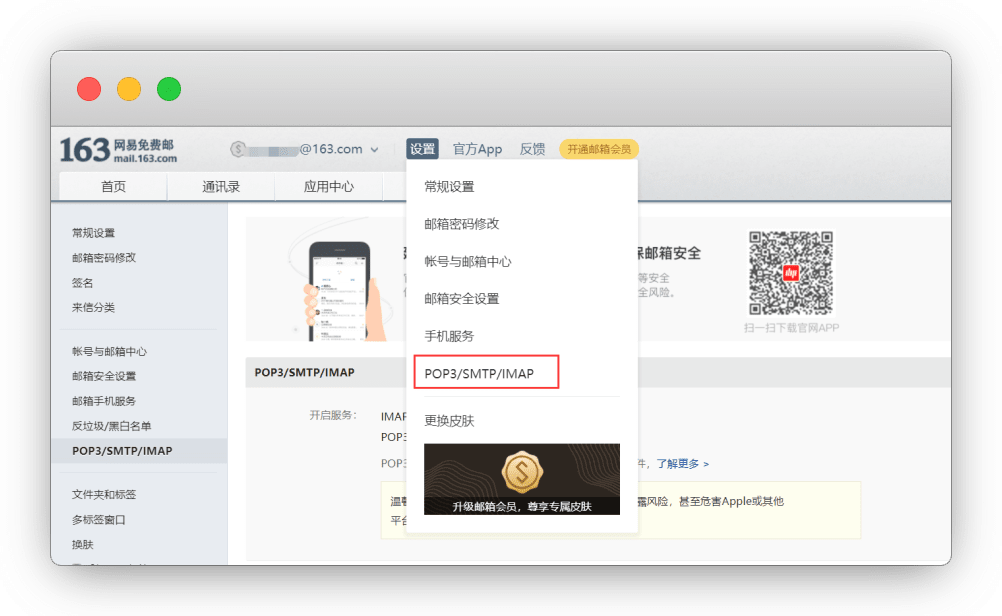 163 网易免费邮
mail.163.com
@163.com
设置
官方App
反馈
开通邮箱会员
首页
通讯录
应用中心
常规设置
邮箱密码修改
帐号与邮箱中心
邮箱安全设置
手机服务
POP3/SMTP/IMAP
更换皮肤
升级邮箱会员，尊享专属皮肤
常规设置
邮箱密码修改
签名
来信分类
帐号与邮箱中心
邮箱安全设置
邮箱手机服务
反垃圾/黑白名单
POP3/SMTP/IMAP
文件夹和标签
多标签窗口
换肤
保邮箱安全
等安全
全风险。
扫一扫下载官网APP
POP3/SMTP/IMAP
开启服务：
IMAP
POP3
POP3
件，了解更多 >
温馨
露风险，甚至危害Apple或其他
平台